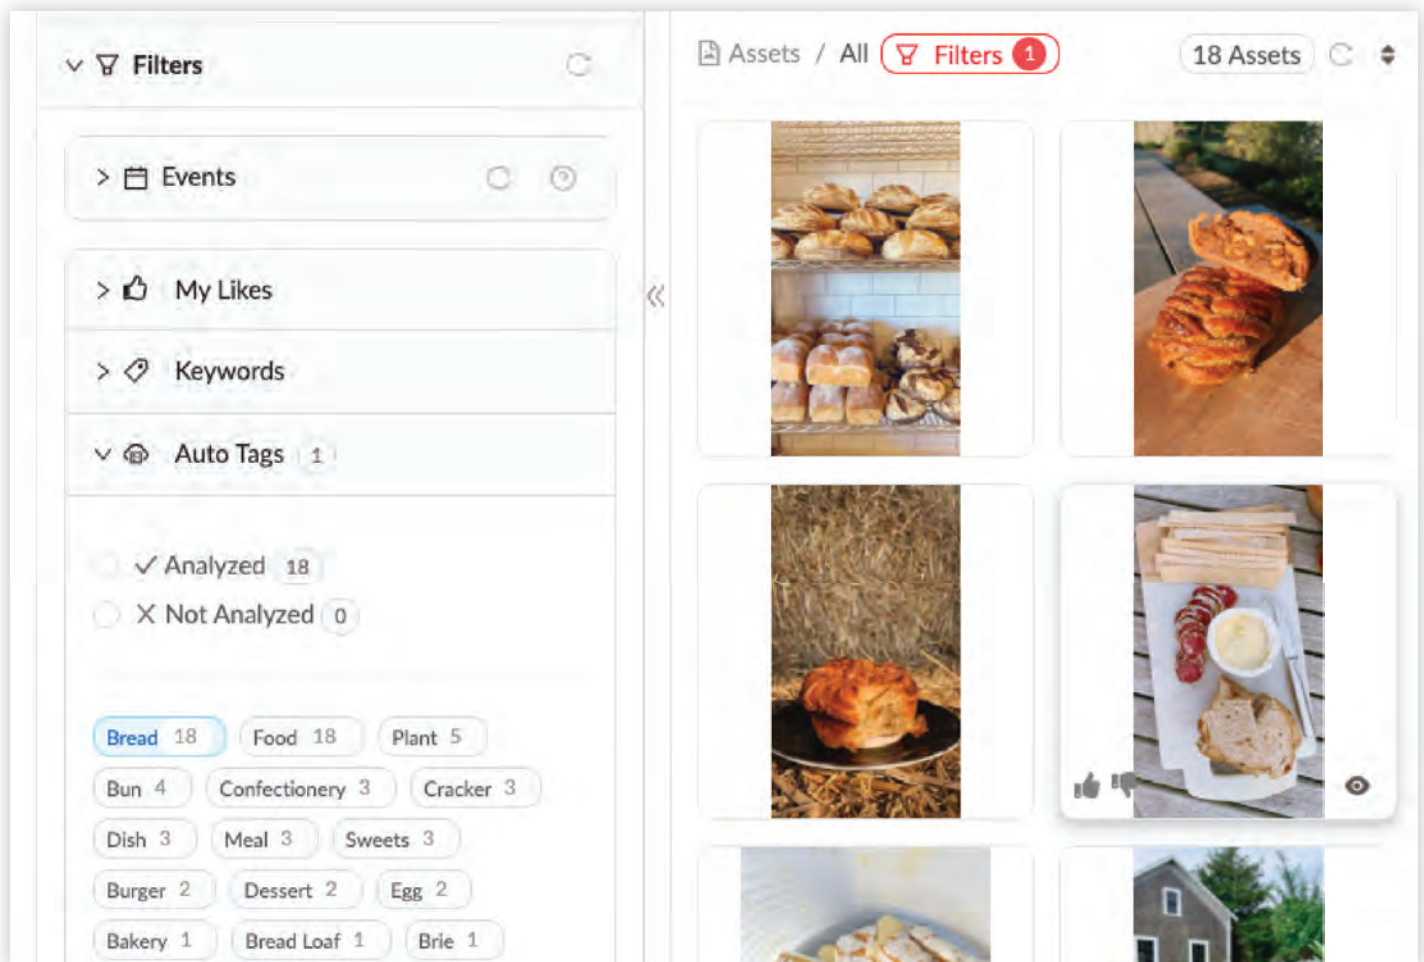 Filters
Events
My Likes
Keywords
Auto Tags 1
Analyzed 18
Not Analyzed 0
Bread 18 Food 18 Plant 5
Bun 4 Confectionery 3 Cracker 3
Dish 3 Meal 3 Sweets 3
Burger 2 Dessert 2 Egg 2
Bakery 1 Bread Loaf 1 Brie 1
Assets / All Filters 1 18 Assets